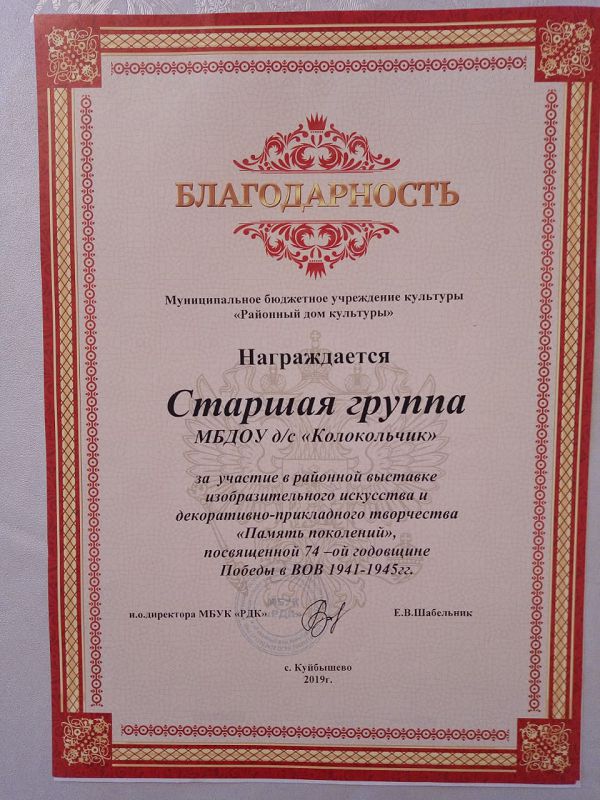 БЛАГОДАРНОСТЬ
Муниципальное бюджетное учреждение культуры
«Районный дом культуры»
Награждается
Старшая группа
МБДОУ д/с «Колокольчик»
за участие в районной выставке
изобразительного искусства и
декоративно-прикладного творчества
«Память поколений»,
посвященной 74 –ой годовщине
Победы в ВОВ 1941-1945гг.
и.о.директора МБУК «РДК» Е.В.Шабельник
МБУК
«РДК»
с. Куйбышево
2019г.